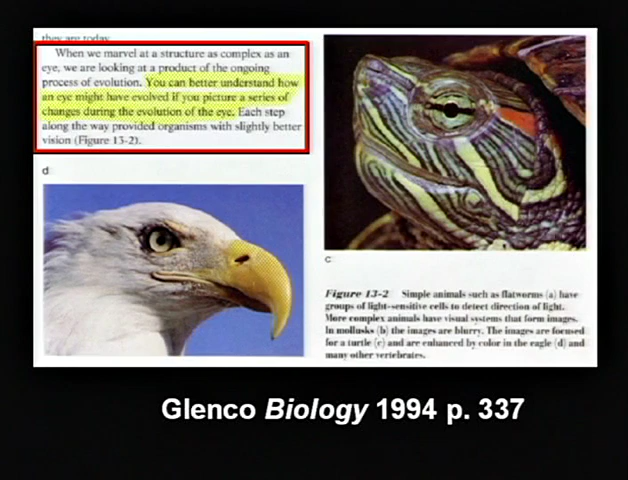 they are today.
When we marvel at a structure as complex as an
eye, we are looking at a product of the ongoing
process of evolution. You can better understand how
an eye might have evolved if you picture a series of
changes during the evolution of the eye. Each step
along the way provided organisms with slightly better
vision (Figure 13-2).
d
c
Figure 13-2 Simple animals such as flatworms (a) have
groups of light-sensitive cells to detect direction of light.
More complex animals have visual systems that form images.
In mollusks (b) the images are blurry. The images are focused
for a turtle (c) and are enhanced by color in the eagle (d) and
many other vertebrates.
Glenco Biology 1994 p. 337